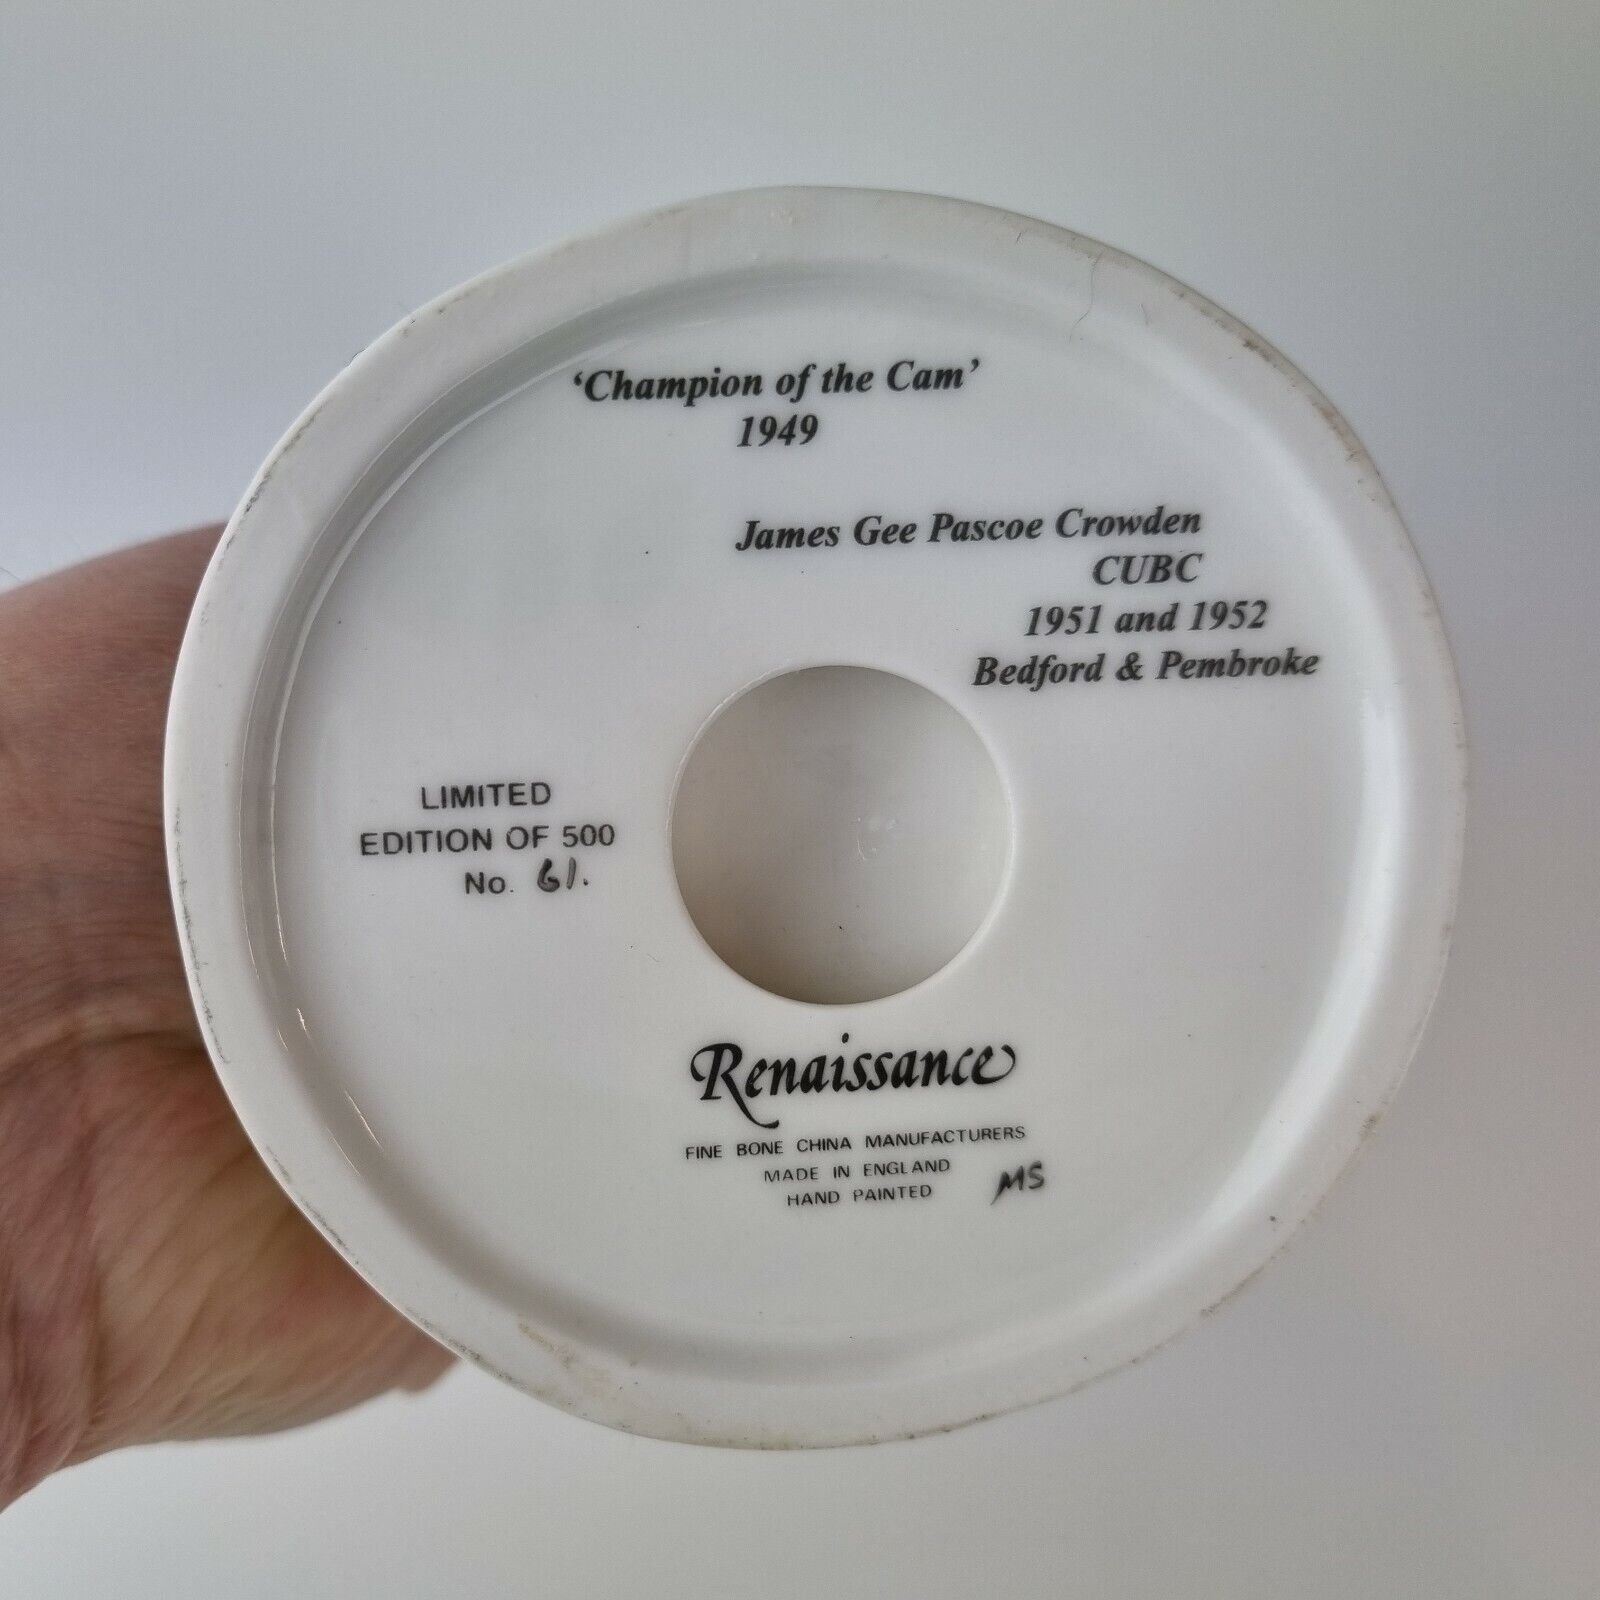 ‘Champion of the Cam’
1949
James Gee Pascoe Crowden
CUBC
1951 and 1952
Bedford & Pembroke
LIMITED
EDITION OF 500
No. 61.
Renaissance
FINE BONE CHINA MANUFACTURERS
MADE IN ENGLAND
HAND PAINTED MS